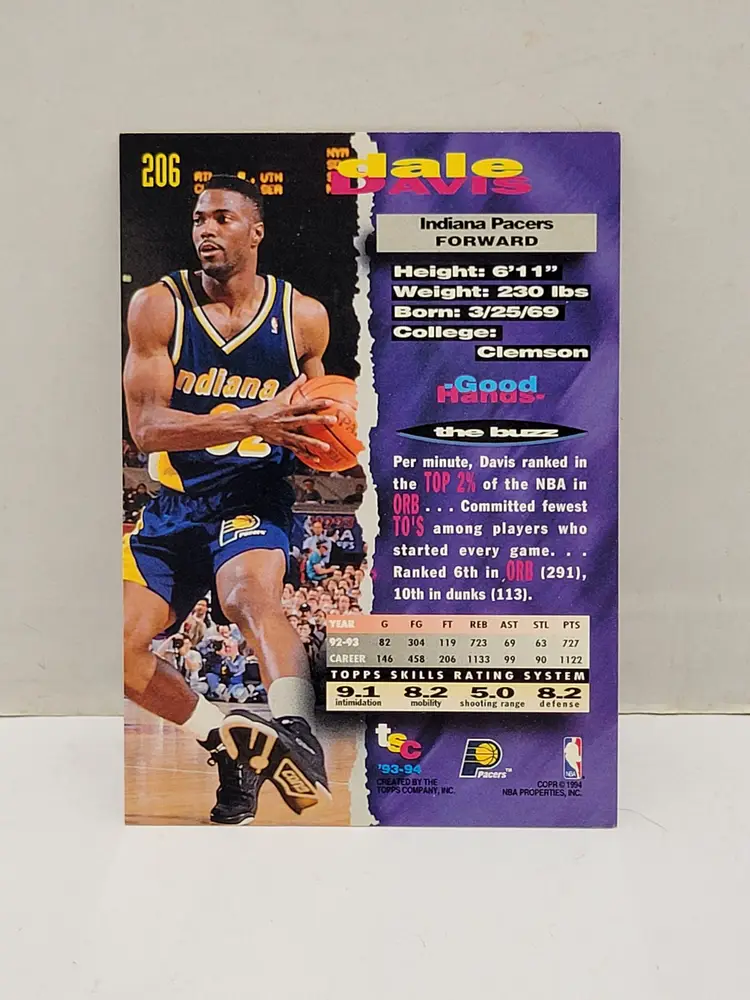 206
dale
DAVIS
Indiana Pacers
FORWARD
Height: 6'11"
Weight: 230 lbs
Born: 3/25/69
College:
Clemson
-Good
Hands-
the buzz
Per minute, Davis ranked in
the TOP 2% of the NBA in
ORB . . . Committed fewest
TO'S among players who
started every game. . .
Ranked 6th in ORB (291),
10th in dunks (113).
YEAR G FG FT REB AST STL PTS
92-93 82 304 119 723 69 63 727
CAREER 146 458 206 1133 99 90 1122
TOPPS SKILLS RATING SYSTEM
9.1 8.2 5.0 8.2
intimidation mobility shooting range defense
tsc
'93-94
CREATED BY THE
TOPPS COMPANY, INC.
Pacers™
NBA
COPR © 1994
NBA PROPERTIES, INC.
ndiana
Pacers